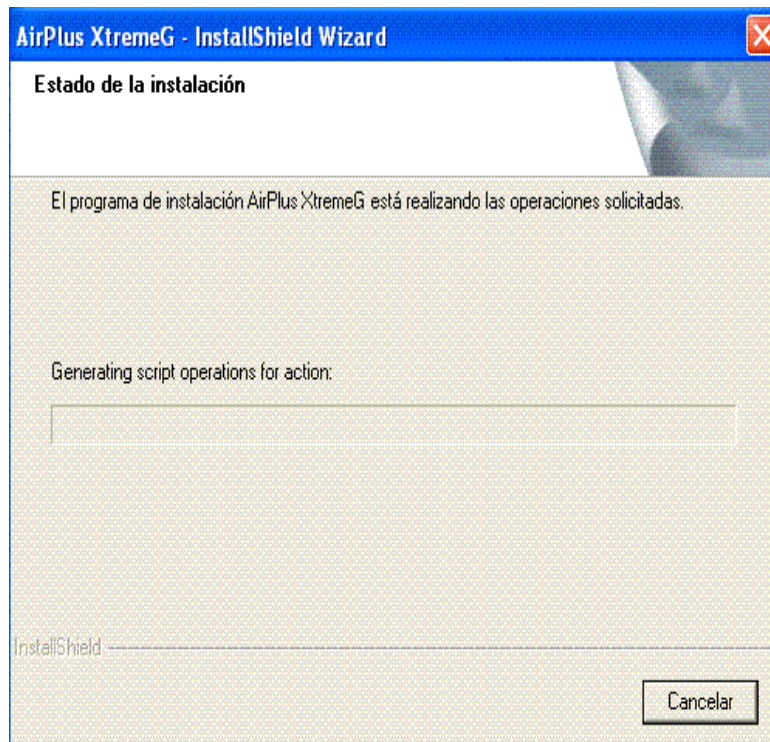 AirPlus XtremeG - InstallShield Wizard
Estado de la instalación
El programa de instalación AirPlus XtremeG está realizando las operaciones solicitadas.
Generating script operations for action:
InstallShield
Cancelar